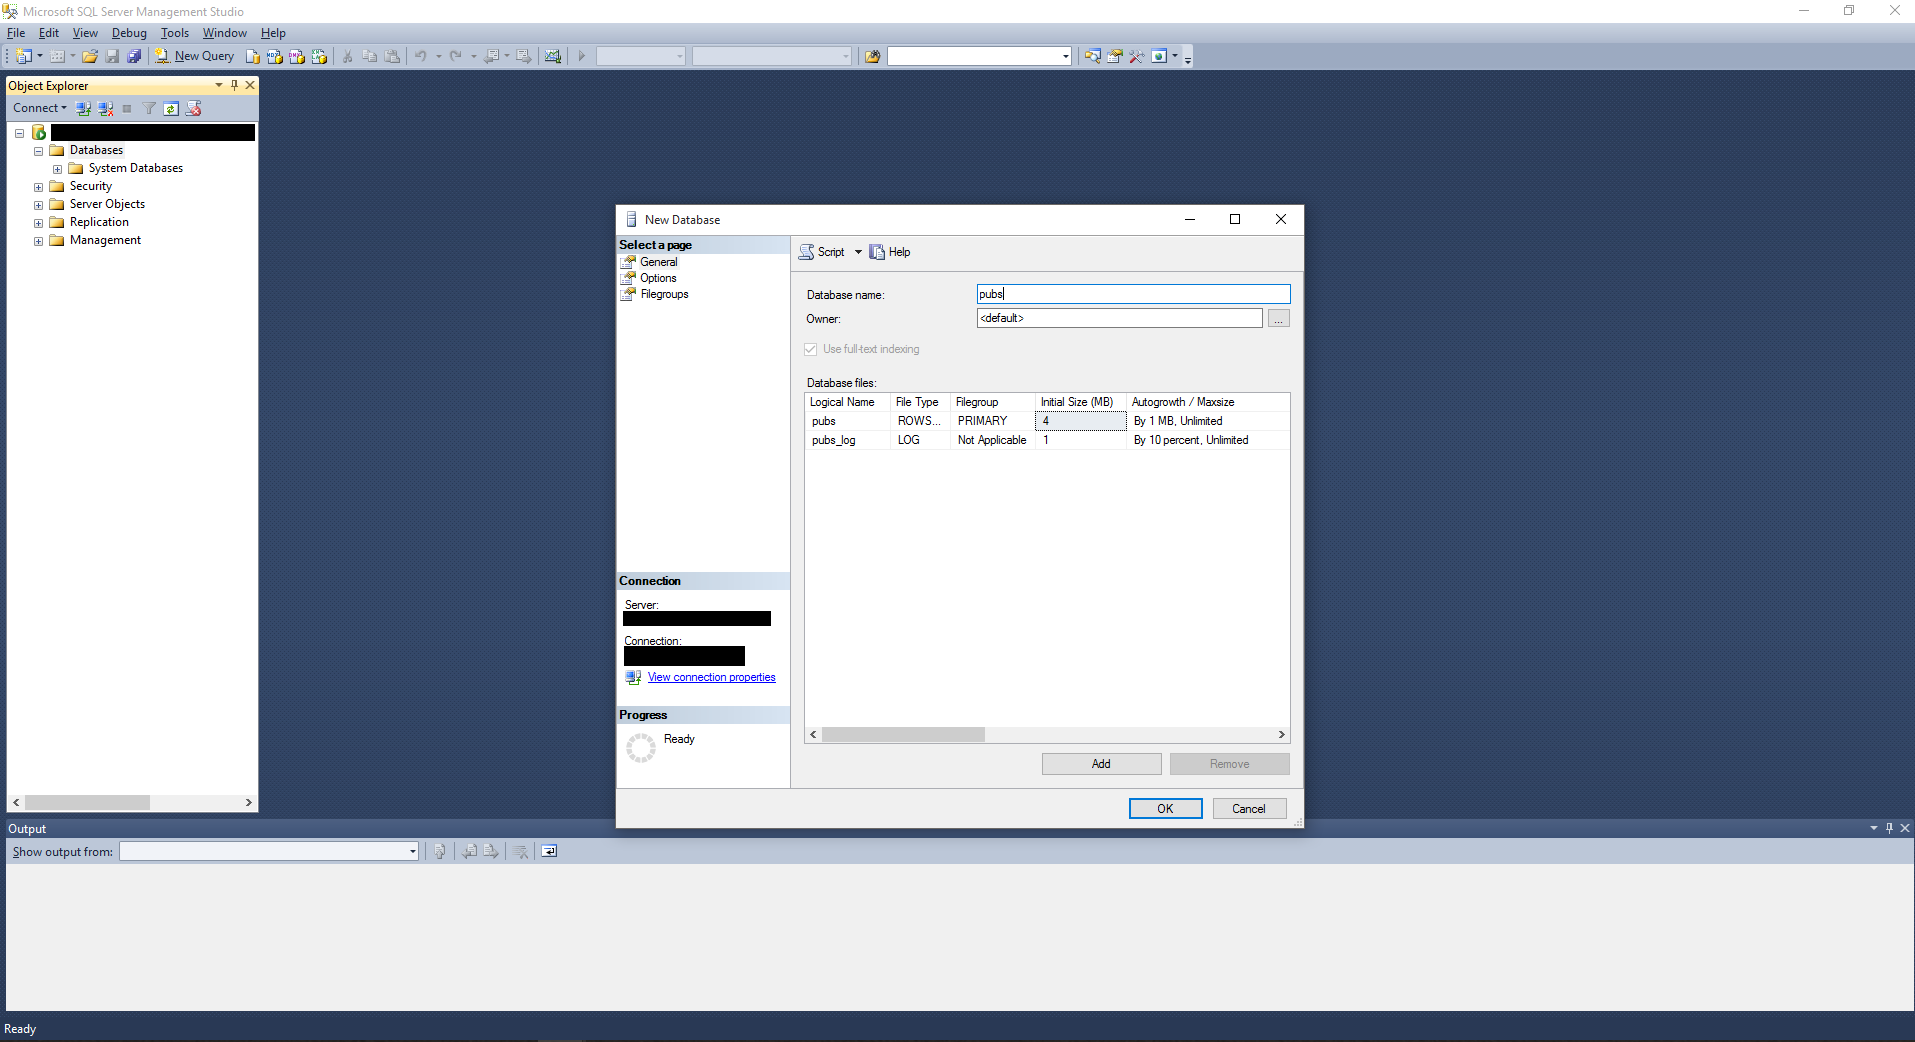 Microsoft SQL Server Management Studio
File Edit View Debug Tools Window Help
New Query
Object Explorer
Connect
Databases
System Databases
Security
Server Objects
Replication
Management
New Database
Select a page
General
Options
Filegroups
Script Help
Database name: pubs
Owner: <default>
...
Use full-text indexing
Database files:
Logical Name File Type Filegroup Initial Size (MB) Autogrowth / Maxsize
pubs ROWS... PRIMARY 4 By 1 MB, Unlimited
pubs_log LOG Not Applicable 1 By 10 percent, Unlimited
Connection
Server:
Connection:
View connection properties
Progress
Ready
Add Remove
OK Cancel
Output
Show output from:
Ready